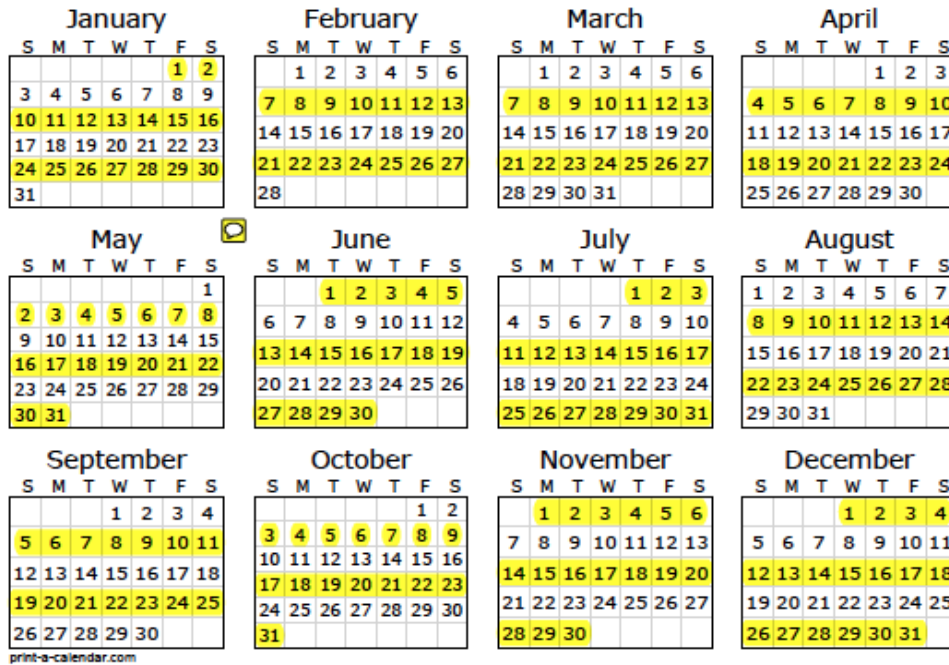 January February March April
S M T W T F S S M T W T F S S M T W T F S S M T W T F S
1 2 1 2 3 4 5 6 1 2 3 4 5 6 1 2 3
3 4 5 6 7 8 9 7 8 9 10 11 12 13 7 8 9 10 11 12 13 4 5 6 7 8 9 10
10 11 12 13 14 15 16 14 15 16 17 18 19 20 14 15 16 17 18 19 20 11 12 13 14 15 16 17
17 18 19 20 21 22 23 21 22 23 24 25 26 27 21 22 23 24 25 26 27 18 19 20 21 22 23 24
24 25 26 27 28 29 30 28 28 29 30 31 25 26 27 28 29 30
31
May June July August
S M T W T F S S M T W T F S S M T W T F S S M T W T F S
1 1 2 3 4 5 1 2 3 1 2 3 4 5 6 7
2 3 4 5 6 7 8 6 7 8 9 10 11 12 4 5 6 7 8 9 10 8 9 10 11 12 13 14
9 10 11 12 13 14 15 13 14 15 16 17 18 19 11 12 13 14 15 16 17 15 16 17 18 19 20 21
16 17 18 19 20 21 22 20 21 22 23 24 25 26 18 19 20 21 22 23 24 22 23 24 25 26 27 28
23 24 25 26 27 28 29 27 28 29 30 25 26 27 28 29 30 31 29 30 31
30 31
September October November December
S M T W T F S S M T W T F S S M T W T F S S M T W T F S
1 2 3 4 1 2 1 2 3 4 5 6 1 2 3 4
5 6 7 8 9 10 11 3 4 5 6 7 8 9 7 8 9 10 11 12 13 5 6 7 8 9 10 11
12 13 14 15 16 17 18 10 11 12 13 14 15 16 14 15 16 17 18 19 20 12 13 14 15 16 17 18
19 20 21 22 23 24 25 17 18 19 20 21 22 23 21 22 23 24 25 26 27 19 20 21 22 23 24 25
26 27 28 29 30 24 25 26 27 28 29 30 28 29 30 26 27 28 29 30 31
31
print-a-calendar.com